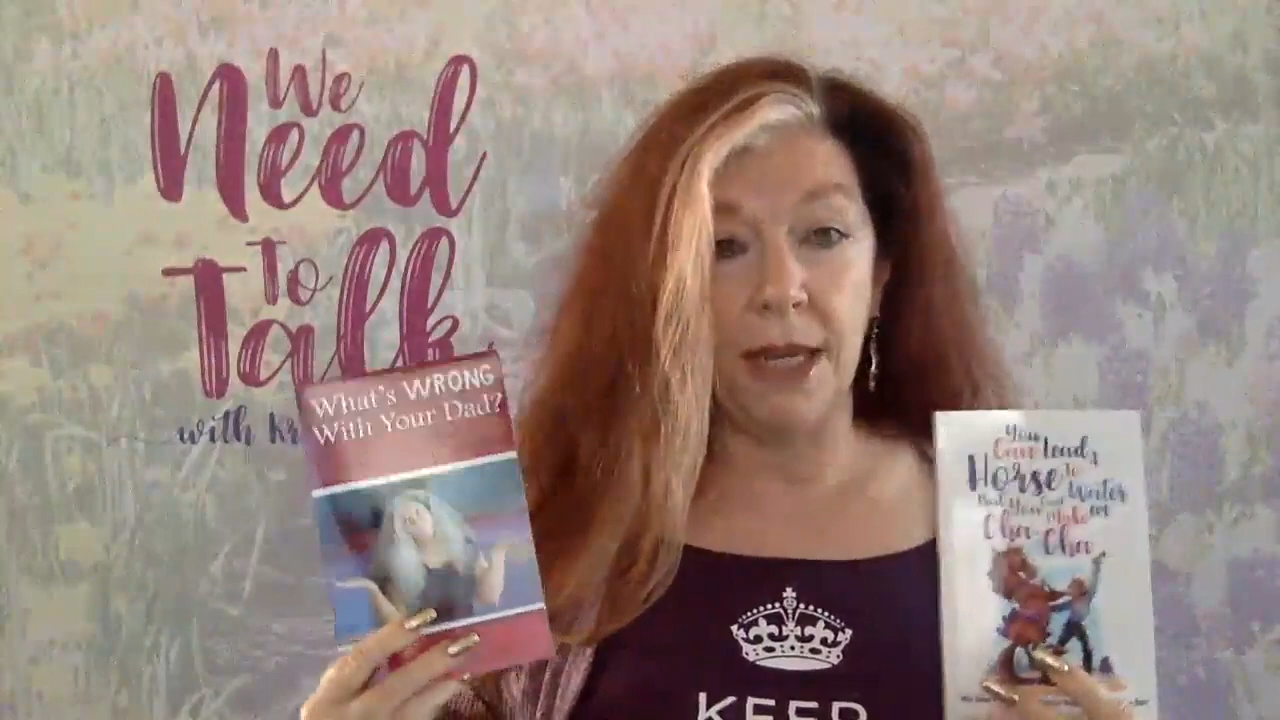 We
Need
To
Talk
with Kr
What's WRONG
With Your Dad?
You
Can Lead a
Horse To
Water
But You Can't
Make em
Cha-Cha
KEEP